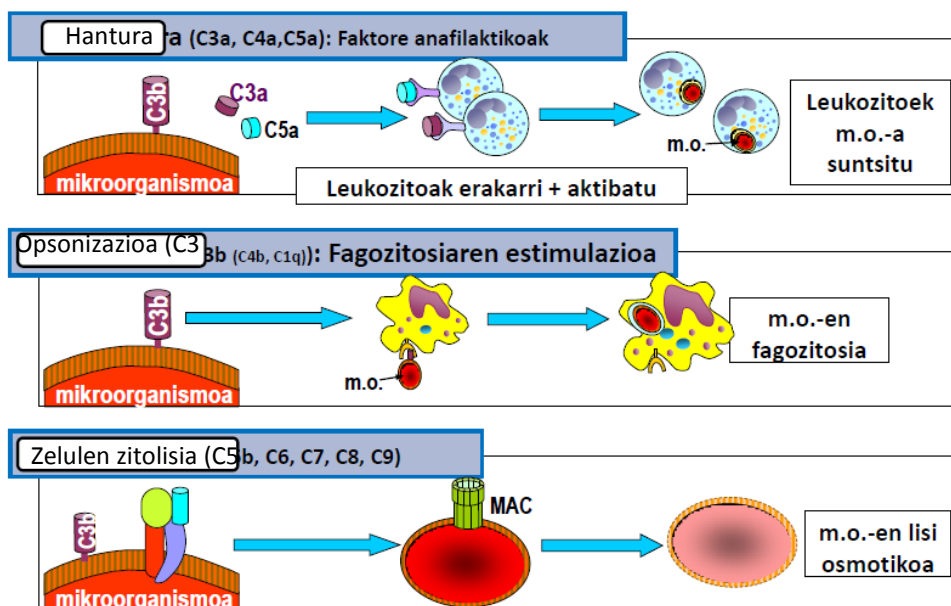 Hantura ra (C3a, C4a,C5a): Faktore anafilaktikoak
C3b
C3a
C5a
mikroorganismoa
m.o.
Leukozitoak erakarri + aktibatu
Leukozitoek
m.o.-a
suntsitu
Opsonizazioa (C3 3b (C4b, C1q)): Fagozitosiaren estimulazioa
C3b
mikroorganismoa
m.o.
m.o.-en
fagozitosia
Zelulen zitolisia (C5 5b, C6, C7, C8, C9)
C3b
mikroorganismoa
MAC
m.o.-en lisi
osmotikoa